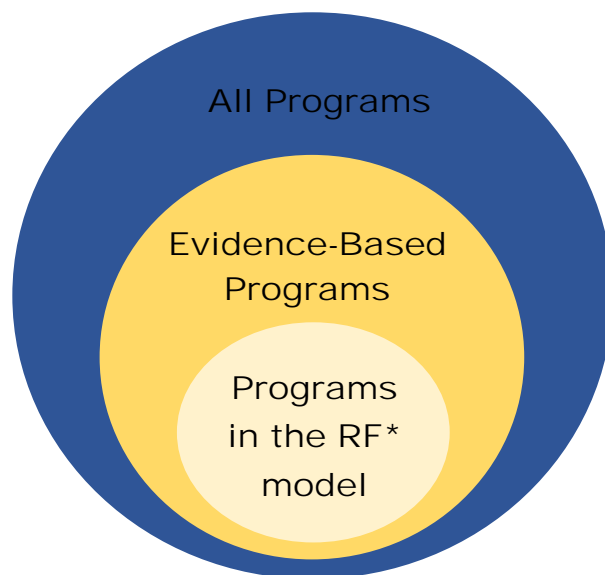 All Programs
Evidence-Based
Programs
Programs
in the RF*
model